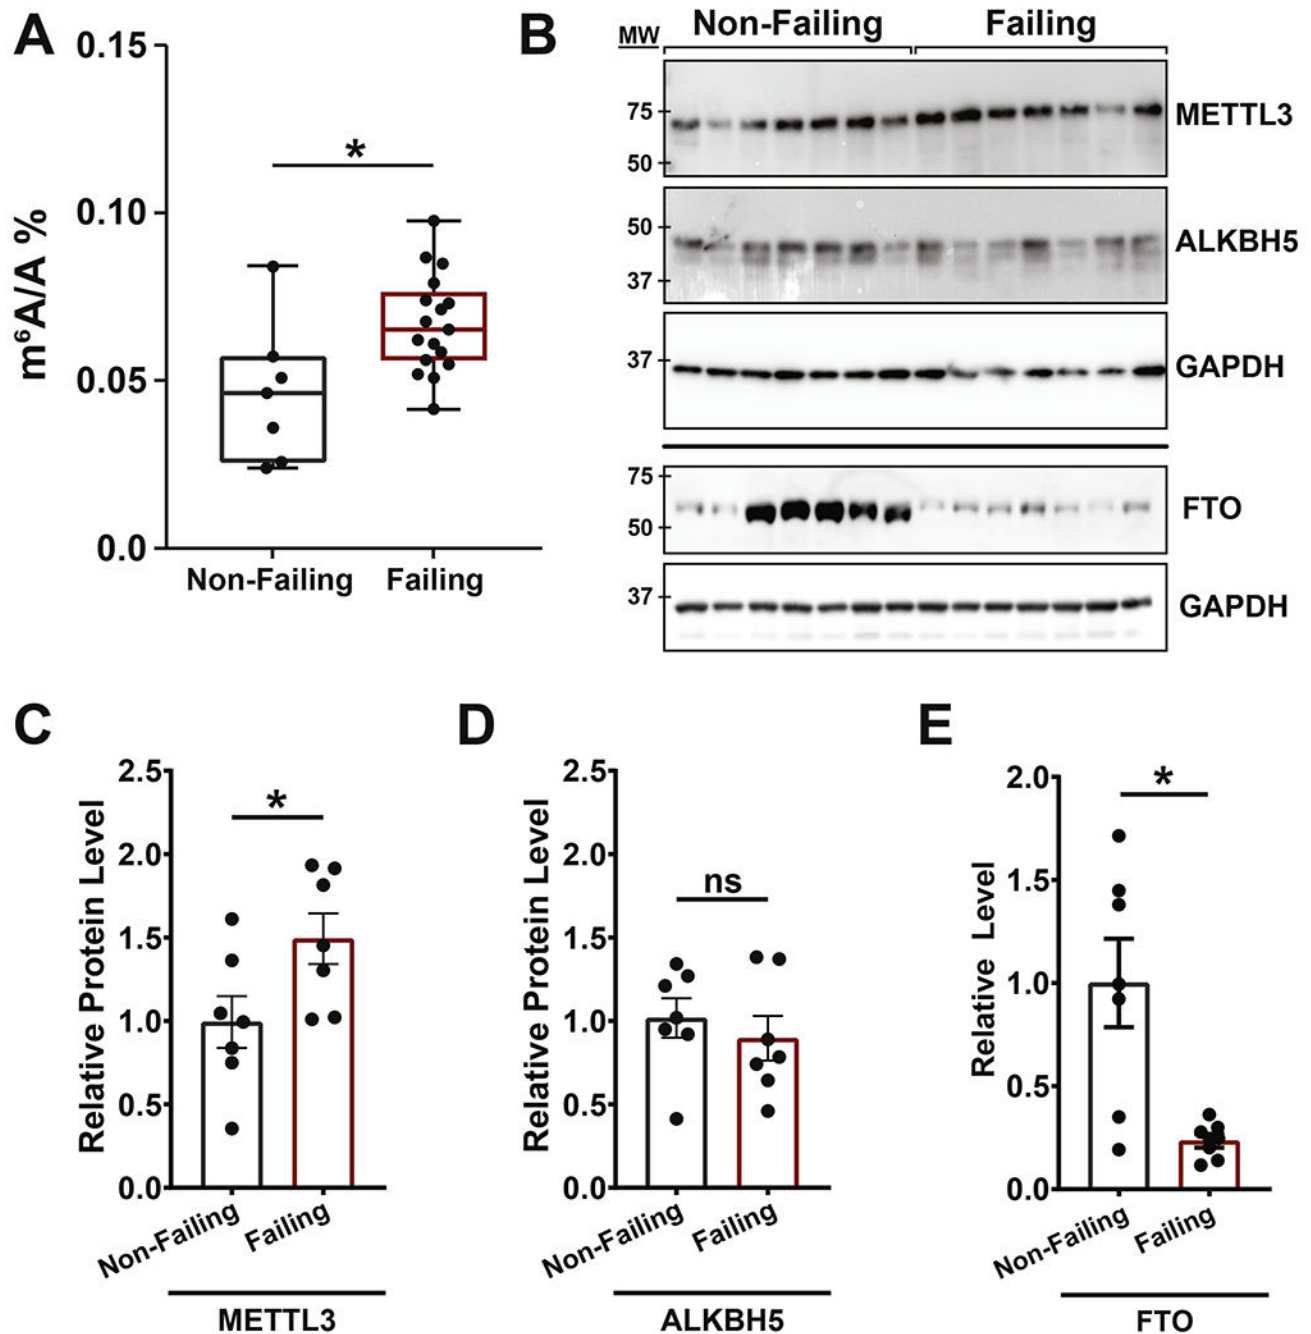 A
0.15
0.10
0.05
0.0
m⁶A/A %
*
Non-Failing
Failing
B
MW
Non-Failing
Failing
75
50
METTL3
50
37
ALKBH5
37
GAPDH
75
50
FTO
37
GAPDH
C
2.5
2.0
1.5
1.0
0.5
0.0
Relative Protein Level
*
Non-Failing
Failing
METTL3
D
2.5
2.0
1.5
1.0
0.5
0.0
Relative Protein Level
ns
Non-Failing
Failing
ALKBH5
E
2.0
1.5
1.0
0.5
0.0
Relative Level
*
Non-Failing
Failing
FTO